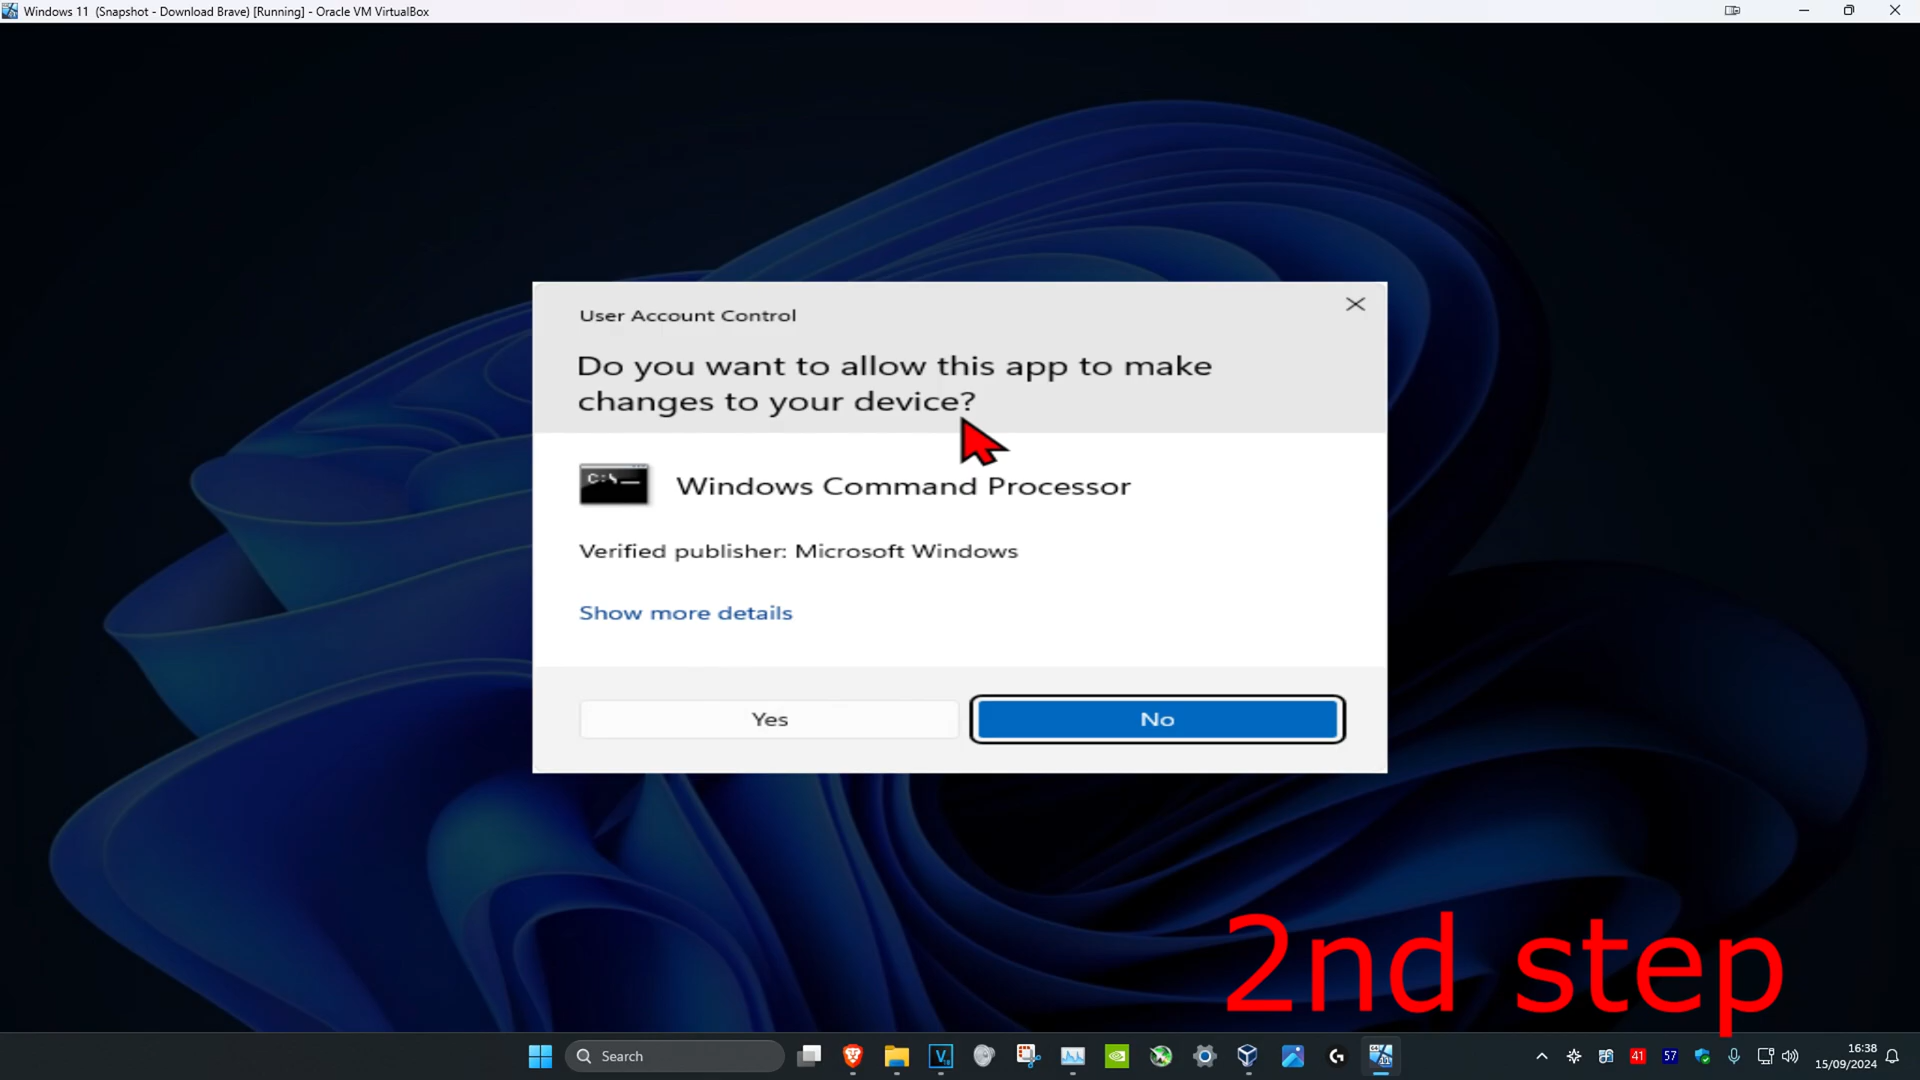 Windows 11  (Snapshot - Download Brave) [Running] - Oracle VM VirtualBox
User Account Control
Do you want to allow this app to make
changes to your device?
C:\
Windows Command Processor
Verified publisher: Microsoft Windows
Show more details
Yes
No
2nd step
Search
41
57
16:38
15/09/2024